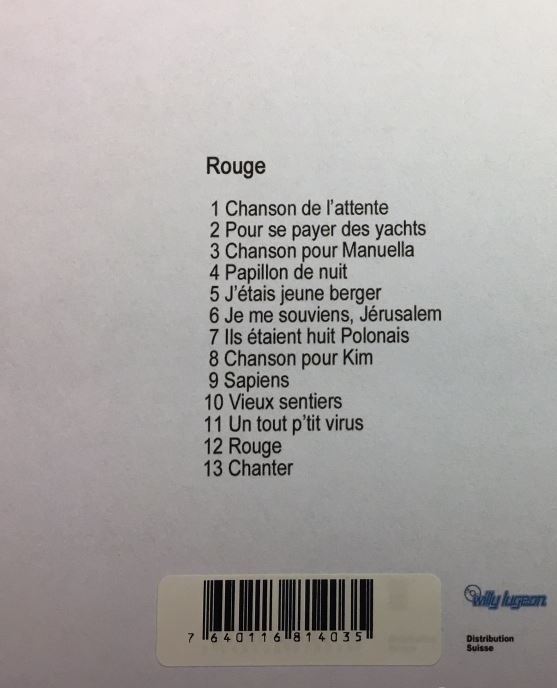 Rouge
1 Chanson de l'attente
2 Pour se payer des yachts
3 Chanson pour Manuella
4 Papillon de nuit
5 J'étais jeune berger
6 Je me souviens, Jérusalem
7 Ils étaient huit Polonais
8 Chanson pour Kim
9 Sapiens
10 Vieux sentiers
11 Un tout p'tit virus
12 Rouge
13 Chanter
7 640116 814035
willy lugeon
Distribution
Suisse